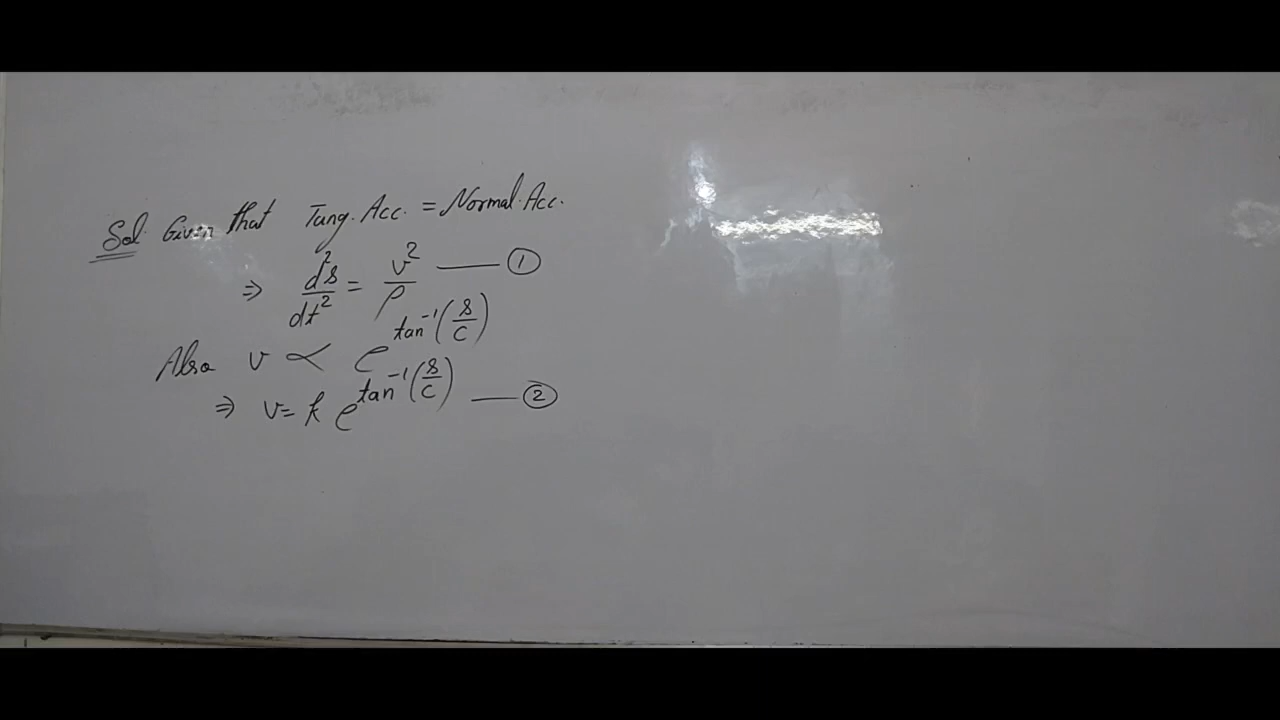 Sol. Given that Tang. Acc. = Normal. Acc.
⇒ d²s/dt² = v²/ρ —— ①
Also v ∝ e^tan⁻¹(s/c)
⇒ v = k e^tan⁻¹(s/c) —— ②